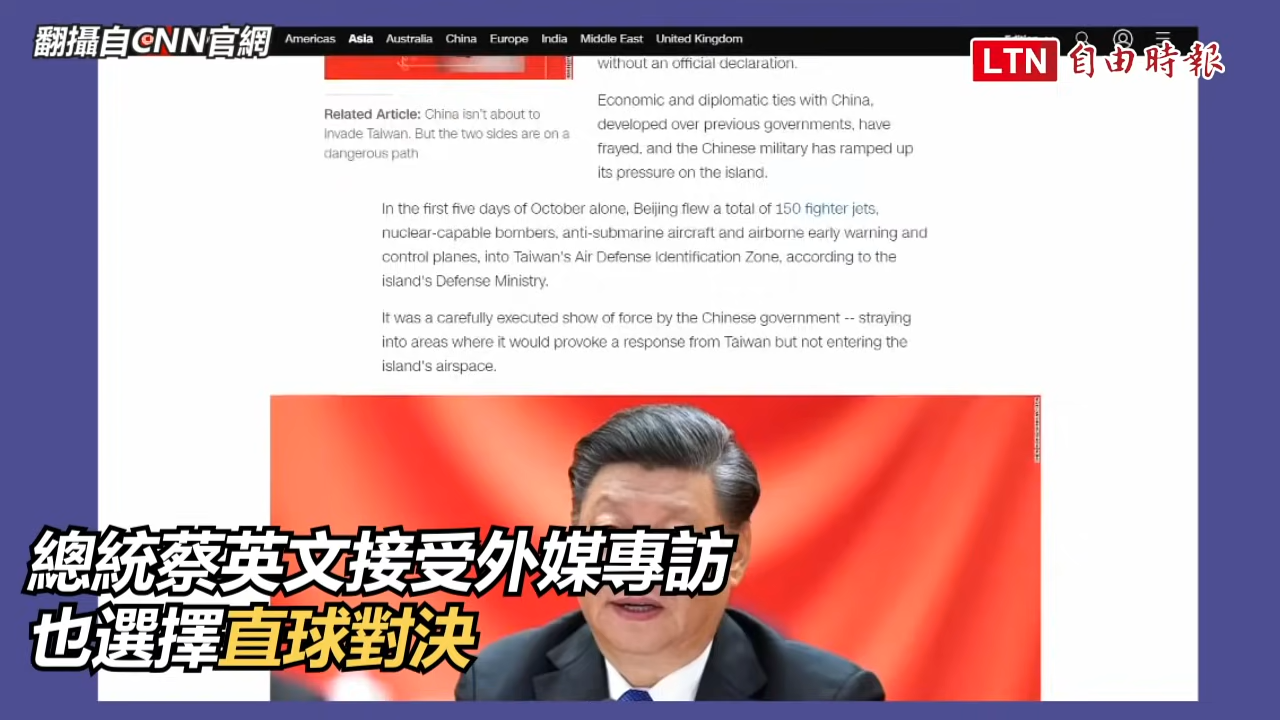 翻攝自CNN官網
Americas Asia Australia China Europe India Middle East United Kingdom
LTN 自由時報
without an official declaration.
Economic and diplomatic ties with China,
developed over previous governments, have
frayed, and the Chinese military has ramped up
its pressure on the island.
Related Article: China isn't about to
invade Taiwan. But the two sides are on a
dangerous path
In the first five days of October alone, Beijing flew a total of 150 fighter jets,
nuclear-capable bombers, anti-submarine aircraft and airborne early warning and
control planes, into Taiwan's Air Defense Identification Zone, according to the
island's Defense Ministry.
It was a carefully executed show of force by the Chinese government -- straying
into areas where it would provoke a response from Taiwan but not entering the
island's airspace.
總統蔡英文接受外媒專訪
也選擇直球對決